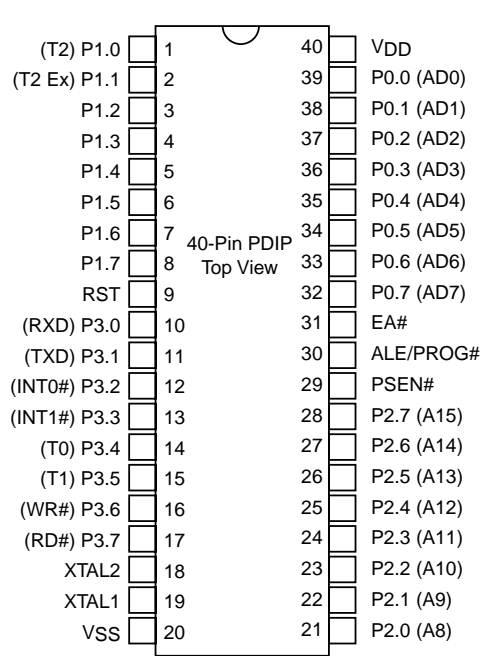 (T2) P1.0 1 40 VDD
(T2 Ex) P1.1 2 39 P0.0 (AD0)
P1.2 3 38 P0.1 (AD1)
P1.3 4 37 P0.2 (AD2)
P1.4 5 36 P0.3 (AD3)
P1.5 6 35 P0.4 (AD4)
P1.6 7 34 P0.5 (AD5)
40-Pin PDIP
P1.7 8 33 P0.6 (AD6)
Top View
RST 9 32 P0.7 (AD7)
(RXD) P3.0 10 31 EA#
(TXD) P3.1 11 30 ALE/PROG#
(INT0#) P3.2 12 29 PSEN#
(INT1#) P3.3 13 28 P2.7 (A15)
(T0) P3.4 14 27 P2.6 (A14)
(T1) P3.5 15 26 P2.5 (A13)
(WR#) P3.6 16 25 P2.4 (A12)
(RD#) P3.7 17 24 P2.3 (A11)
XTAL2 18 23 P2.2 (A10)
XTAL1 19 22 P2.1 (A9)
VSS 20 21 P2.0 (A8)